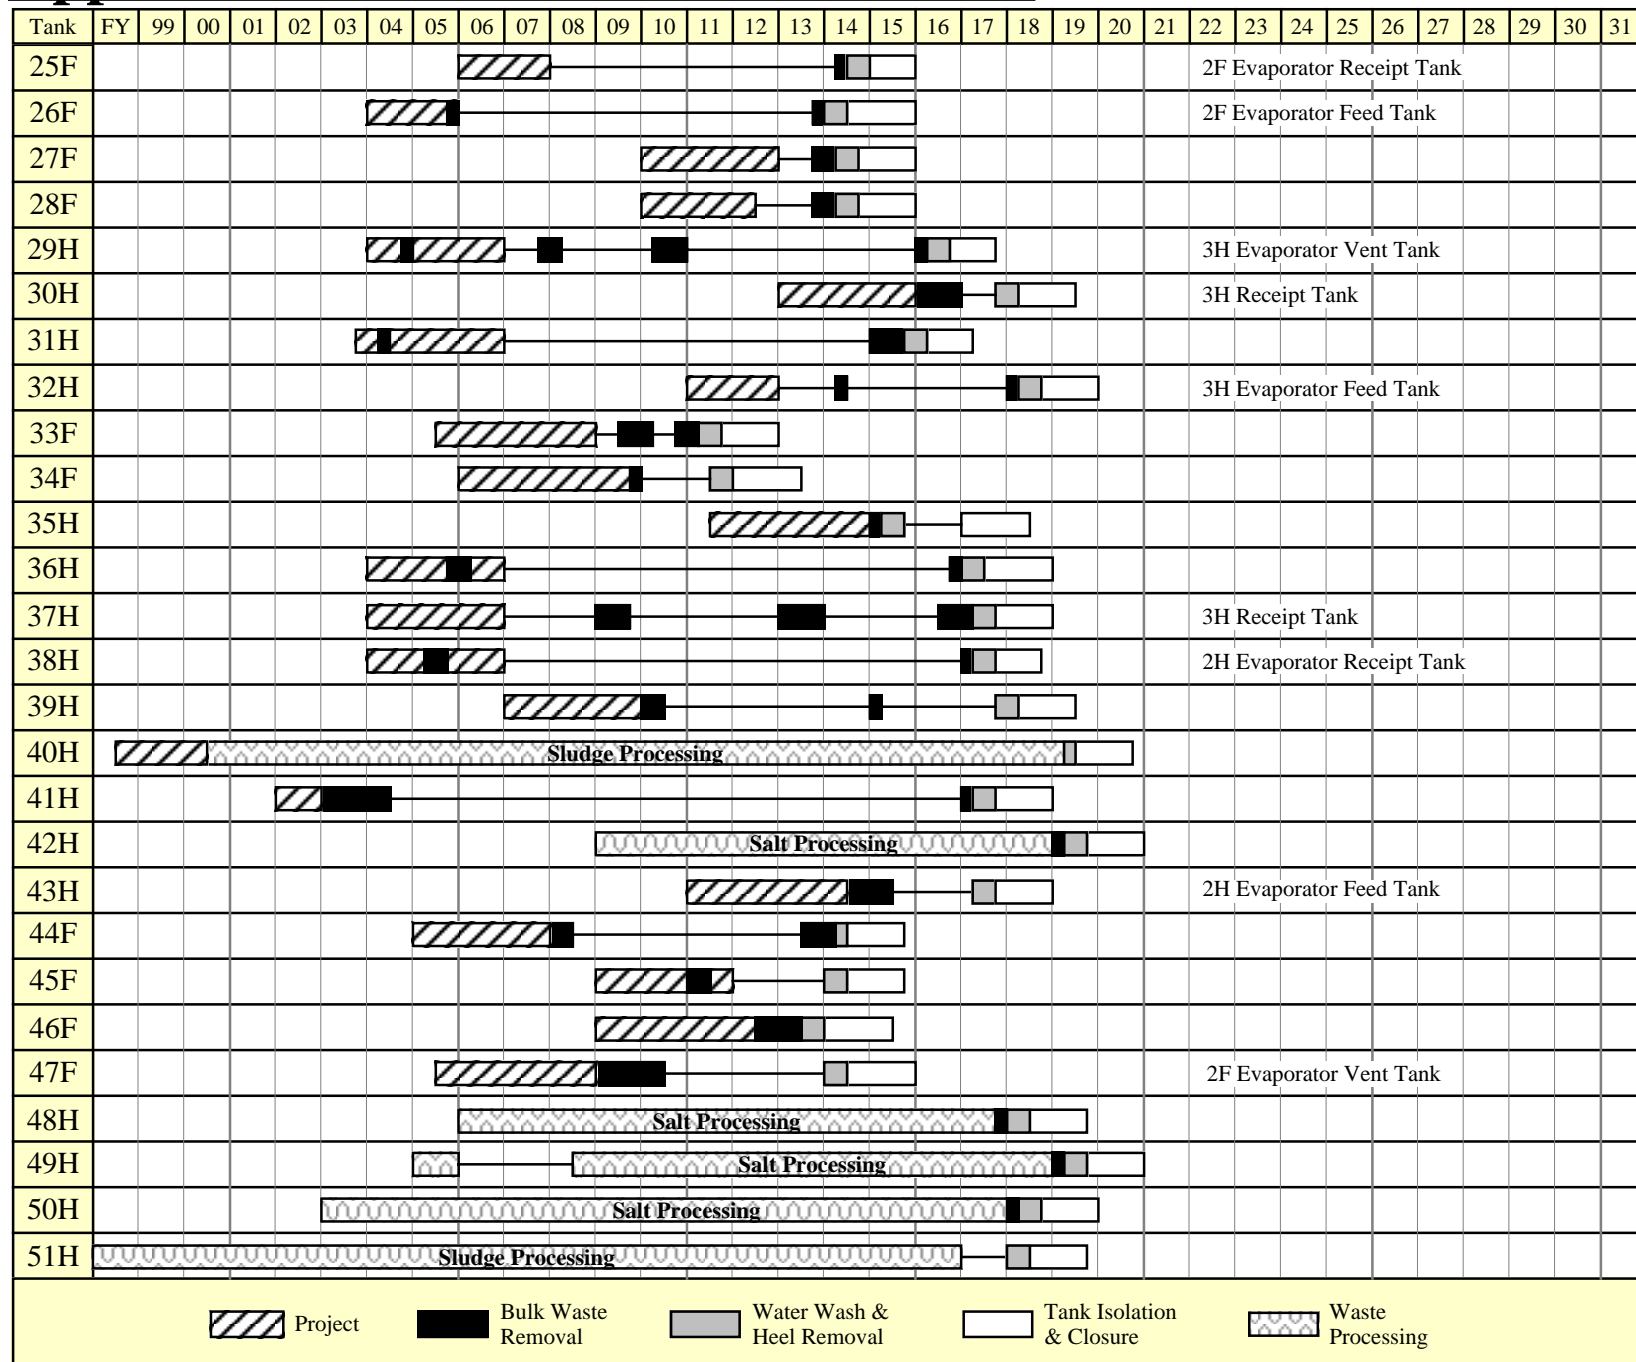 Tank FY 99 00 01 02 03 04 05 06 07 08 09 10 11 12 13 14 15 16 17 18 19 20 21 22 23 24 25 26 27 28 29 30 31
25F 2F Evaporator Receipt Tank
26F 2F Evaporator Feed Tank
27F
28F
29H 3H Evaporator Vent Tank
30H 3H Receipt Tank
31H
32H 3H Evaporator Feed Tank
33F
34F
35H
36H
37H 3H Receipt Tank
38H 2H Evaporator Receipt Tank
39H
40H Sludge Processing
41H
42H Salt Processing
43H 2H Evaporator Feed Tank
44F
45F
46F
47F 2F Evaporator Vent Tank
48H Salt Processing
49H Salt Processing
50H Salt Processing
51H Sludge Processing
Project
Bulk Waste
Removal
Water Wash &
Heel Removal
Tank Isolation
& Closure
Waste
Processing